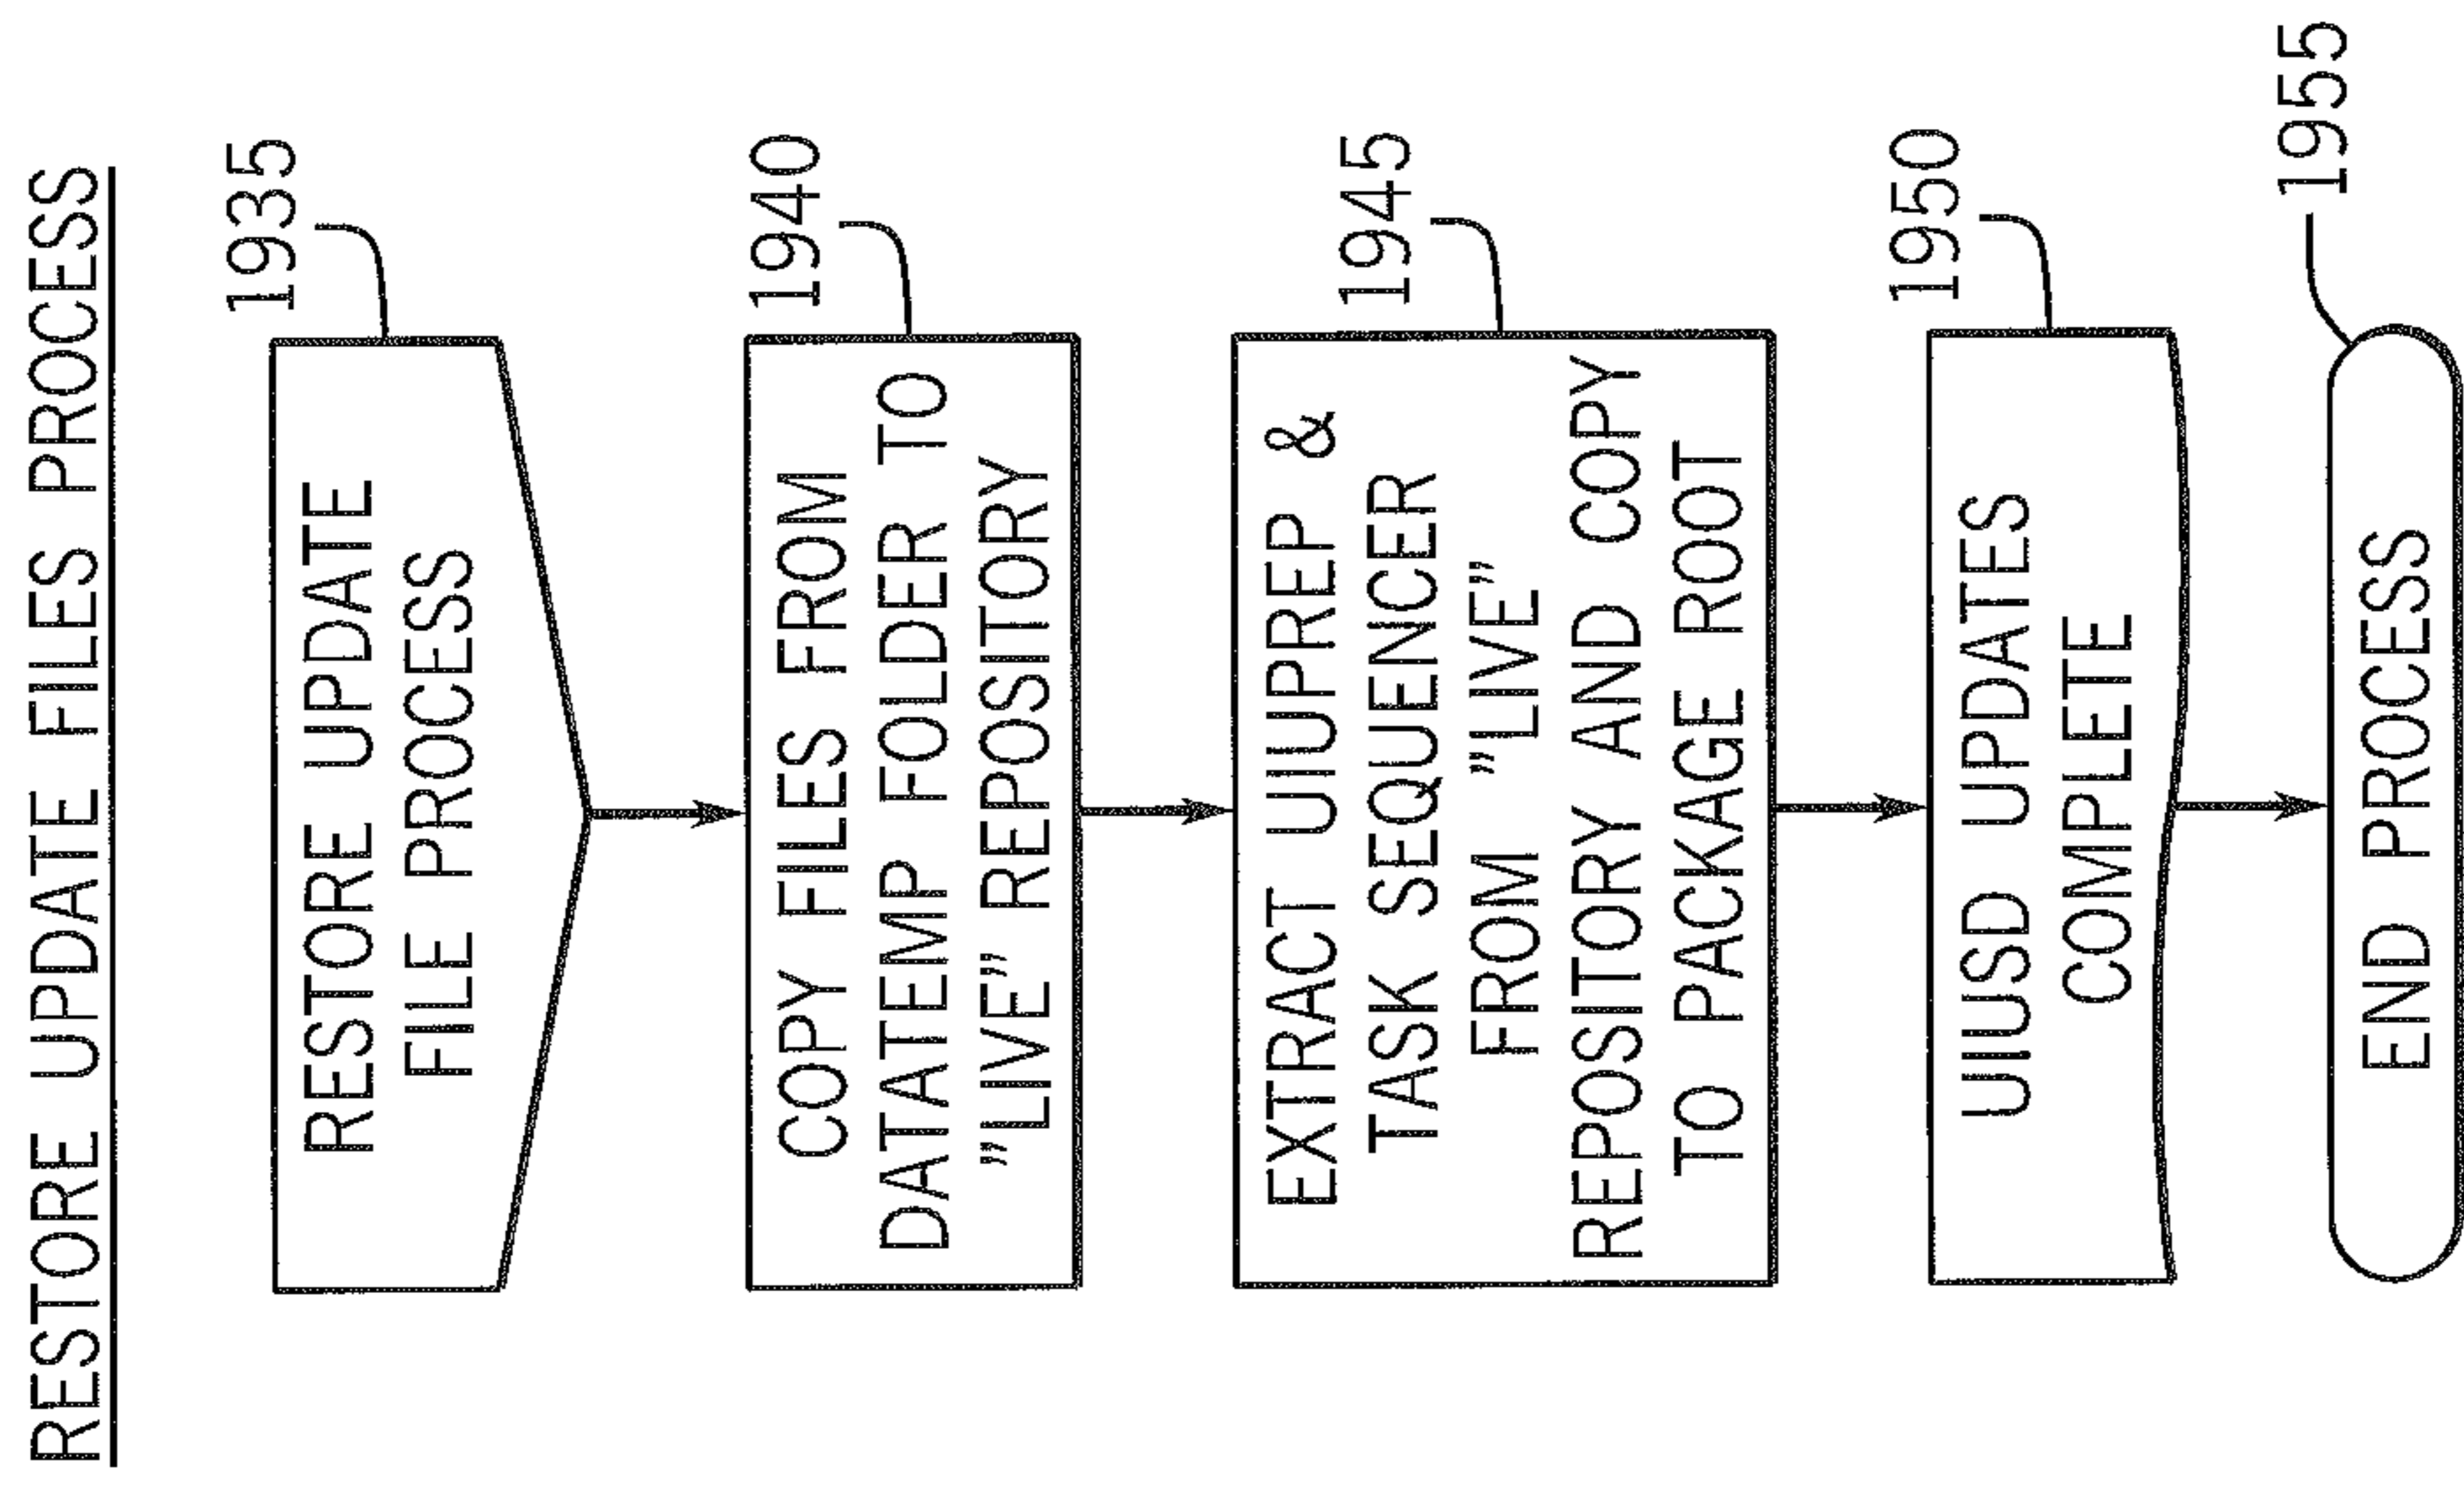 RESTORE UPDATE FILES PROCESS
1935
RESTORE UPDATE
FILE PROCESS
1940
COPY FILES FROM
DATATEMP FOLDER TO
"LIVE" REPOSITORY
1945
EXTRACT UIUPREP &
TASK SEQUENCER
FROM "LIVE"
REPOSITORY AND COPY
TO PACKAGE ROOT
1950
UIUSD UPDATES
COMPLETE
1955
END PROCESS